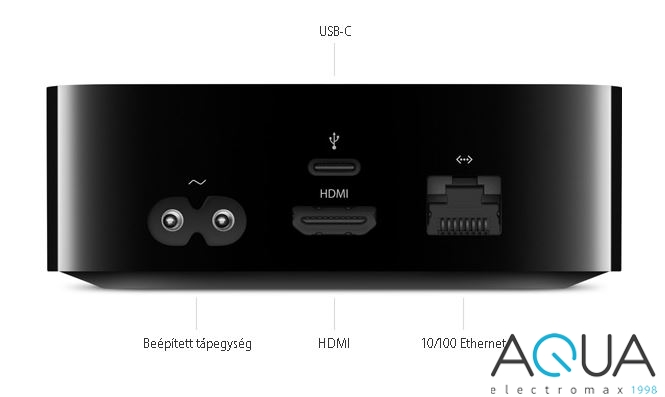 USB-C
HDMI
Beépített tápegység
HDMI
10/100 Ethernet
AQUA
electromax 1998